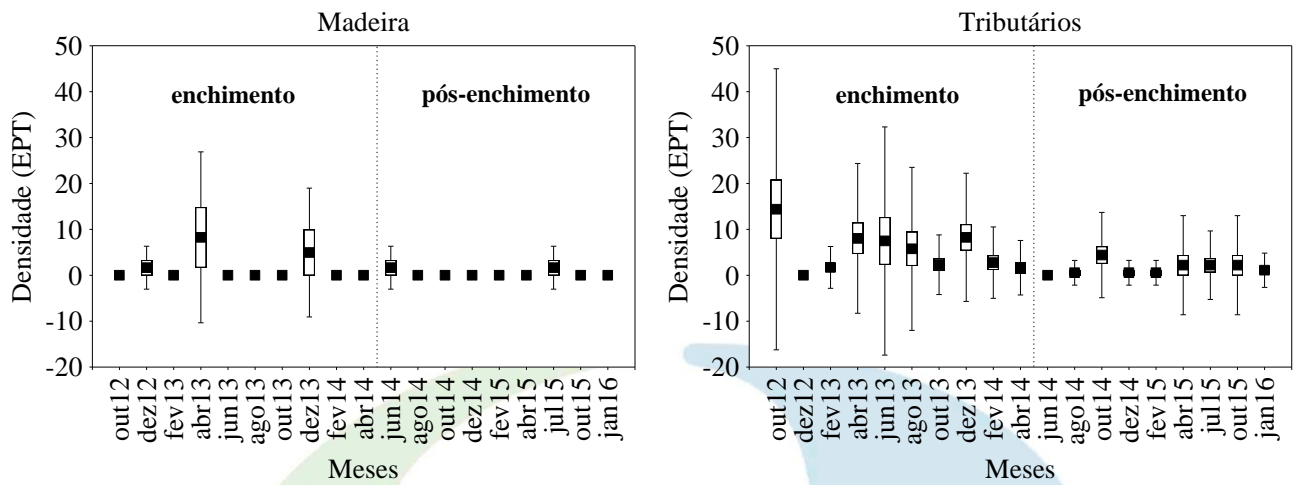 Madeira
50
40
30
20
10
0
-10
-20
Densidade (EPT)
enchimento
pós-enchimento
out12
dez12
fev13
abr13
jun13
ago13
out13
dez13
fev14
abr14
jun14
ago14
out14
dez14
fev15
abr15
jul15
out15
jan16
Meses
Tributários
50
40
30
20
10
0
-10
-20
Densidade (EPT)
enchimento
pós-enchimento
out12
dez12
fev13
abr13
jun13
ago13
out13
dez13
fev14
abr14
jun14
ago14
out14
dez14
fev15
abr15
jul15
out15
jan16
Meses